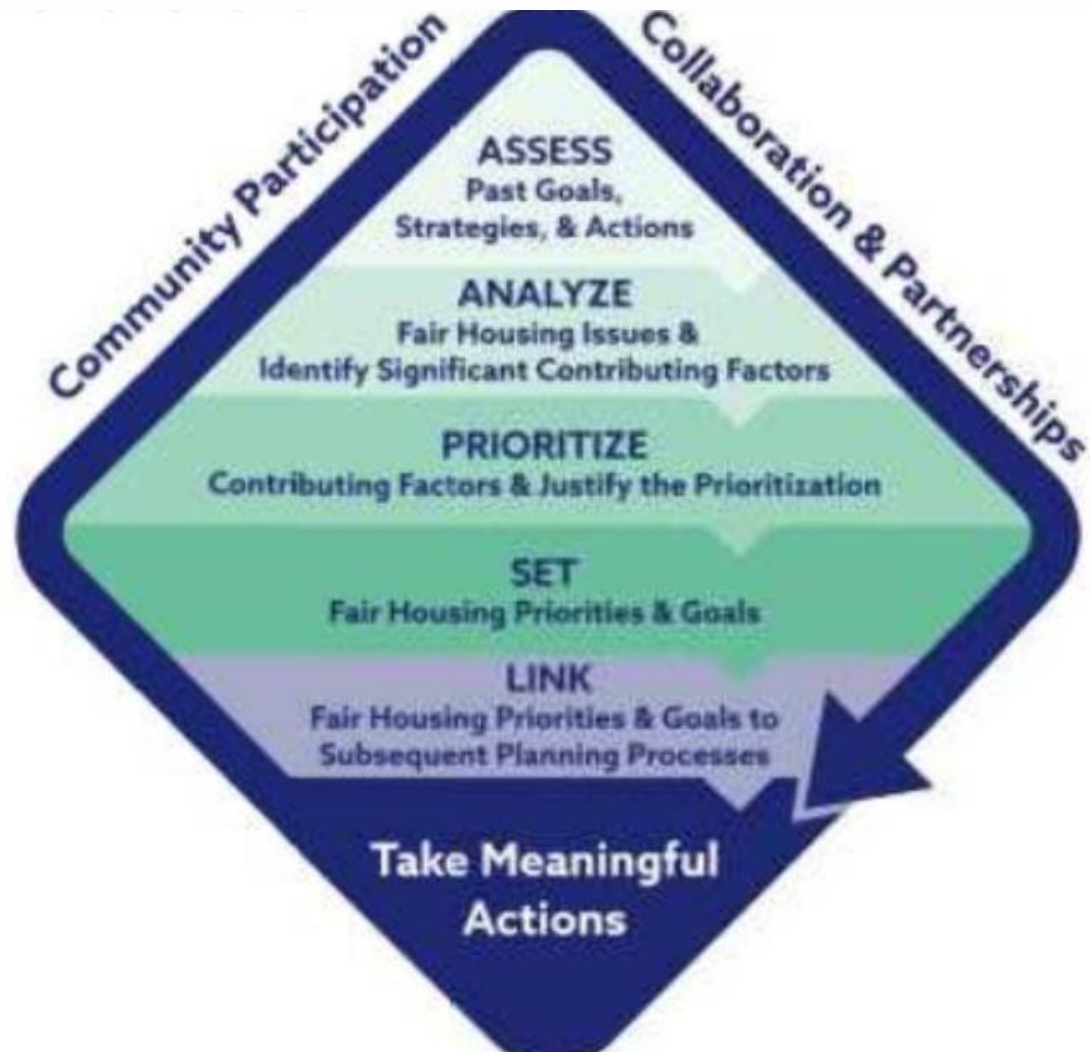 Community Participation
Collaboration & Partnerships
ASSESS
Past Goals,
Strategies, & Actions
ANALYZE
Fair Housing Issues &
Identify Significant Contributing Factors
PRIORITIZE
Contributing Factors & Justify the Prioritization
SET
Fair Housing Priorities & Goals
LINK
Fair Housing Priorities & Goals to
Subsequent Planning Processes
Take Meaningful
Actions